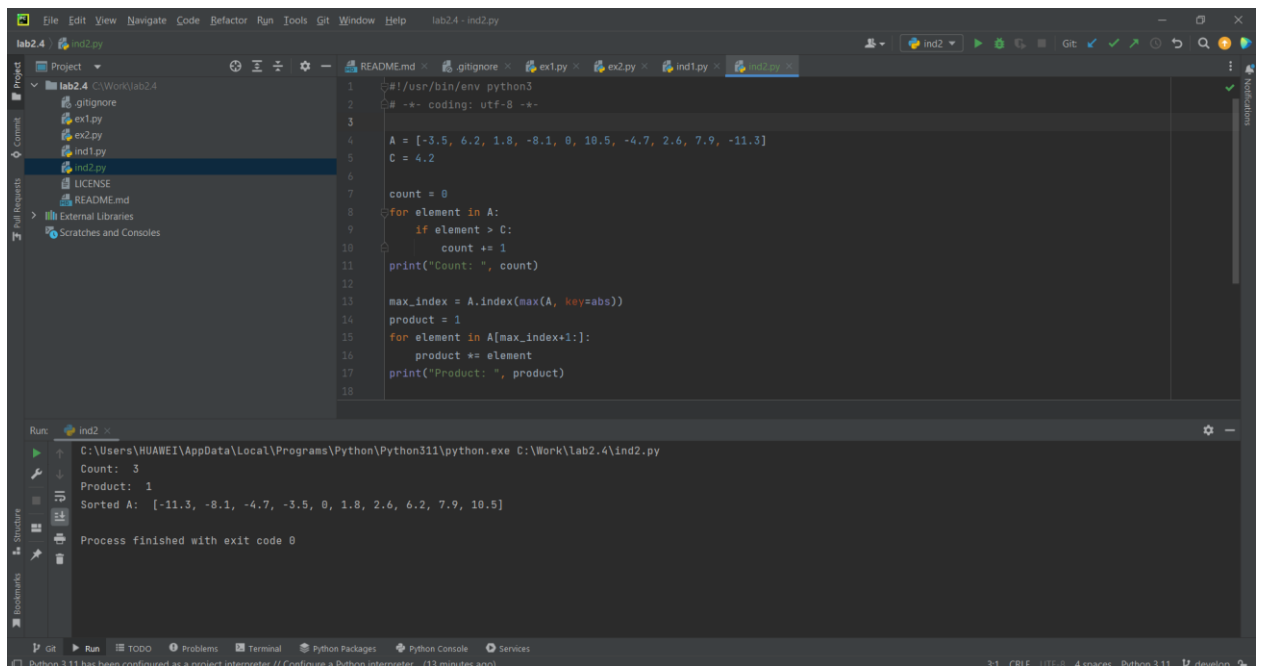 File Edit View Navigate Code Refactor Run Tools Git Window Help lab2.4 - ind2.py
lab2.4 ind2.py ind2 Git:
Project README.md .gitignore ex1.py ex2.py ind1.py ind2.py
lab2.4 C:\Work\lab2.4
.gitignore
ex1.py
ex2.py
ind1.py
ind2.py
LICENSE
README.md
External Libraries
Scratches and Consoles
Project
Commit
Pull Requests
1 #!/usr/bin/env python3
2 # -*- coding: utf-8 -*-
3
4 A = [-3.5, 6.2, 1.8, -8.1, 0, 10.5, -4.7, 2.6, 7.9, -11.3]
5 C = 4.2
6
7 count = 0
8 for element in A:
9 if element > C:
10 count += 1
11 print("Count: ", count)
12
13 max_index = A.index(max(A, key=abs))
14 product = 1
15 for element in A[max_index+1:]:
16 product *= element
17 print("Product: ", product)
18
Notifications
Run: ind2
C:\Users\HUAWEI\AppData\Local\Programs\Python\Python311\python.exe C:\Work\lab2.4\ind2.py
Count: 3
Product: 1
Sorted A: [-11.3, -8.1, -4.7, -3.5, 0, 1.8, 2.6, 6.2, 7.9, 10.5]
Process finished with exit code 0
Structure
Bookmarks
Git Run TODO Problems Terminal Python Packages Python Console Services
Python 3.11 has been configured as a project interpreter // Configure a Python interpreter... (13 minutes ago) 3:1 CRLF UTF-8 4 spaces Python 3.11 develop